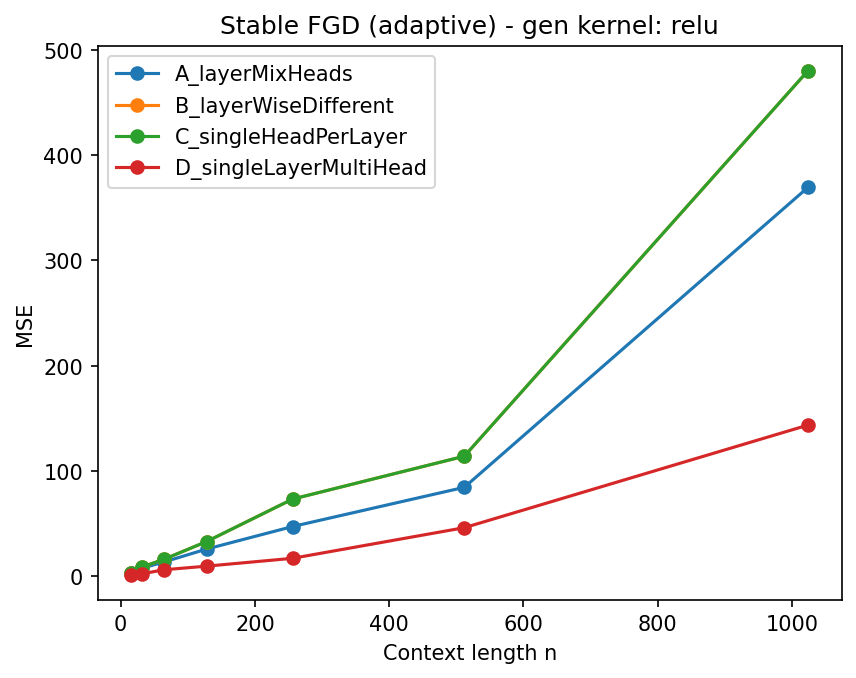 Stable FGD (adaptive) - gen kernel: relu
A_layerMixHeads
B_layerWiseDifferent
C_singleHeadPerLayer
D_singleLayerMultiHead
MSE
500
400
300
200
100
0
0 200 400 600 800 1000
Context length n